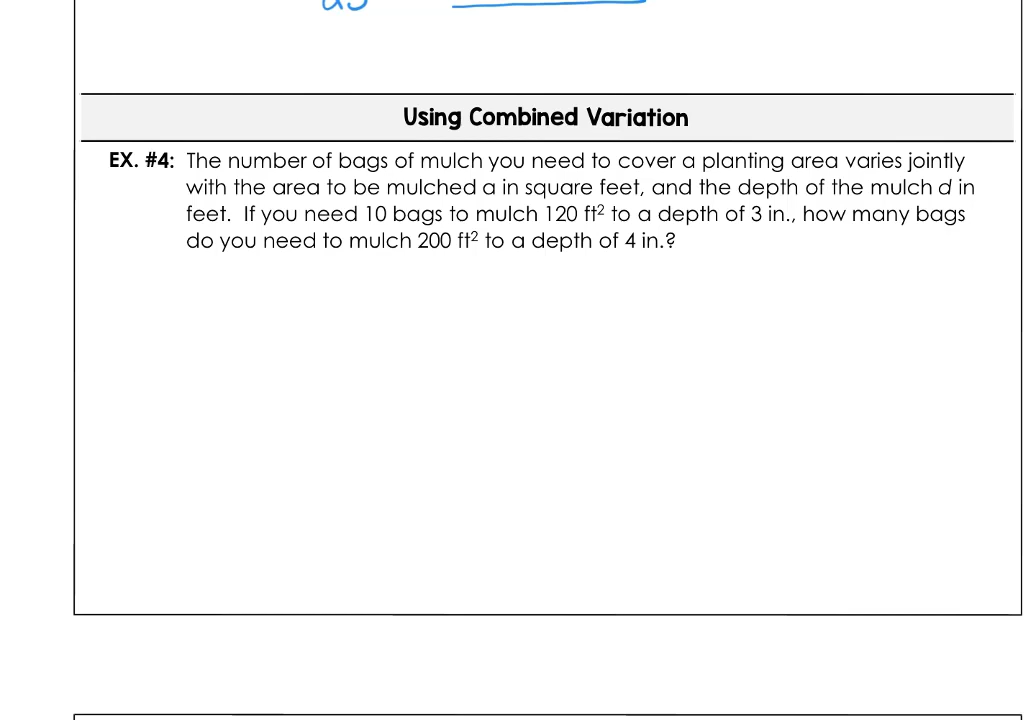 Using Combined Variation
EX. #4: The number of bags of mulch you need to cover a planting area varies jointly
with the area to be mulched a in square feet, and the depth of the mulch d in
feet. If you need 10 bags to mulch 120 ft² to a depth of 3 in., how many bags
do you need to mulch 200 ft² to a depth of 4 in.?